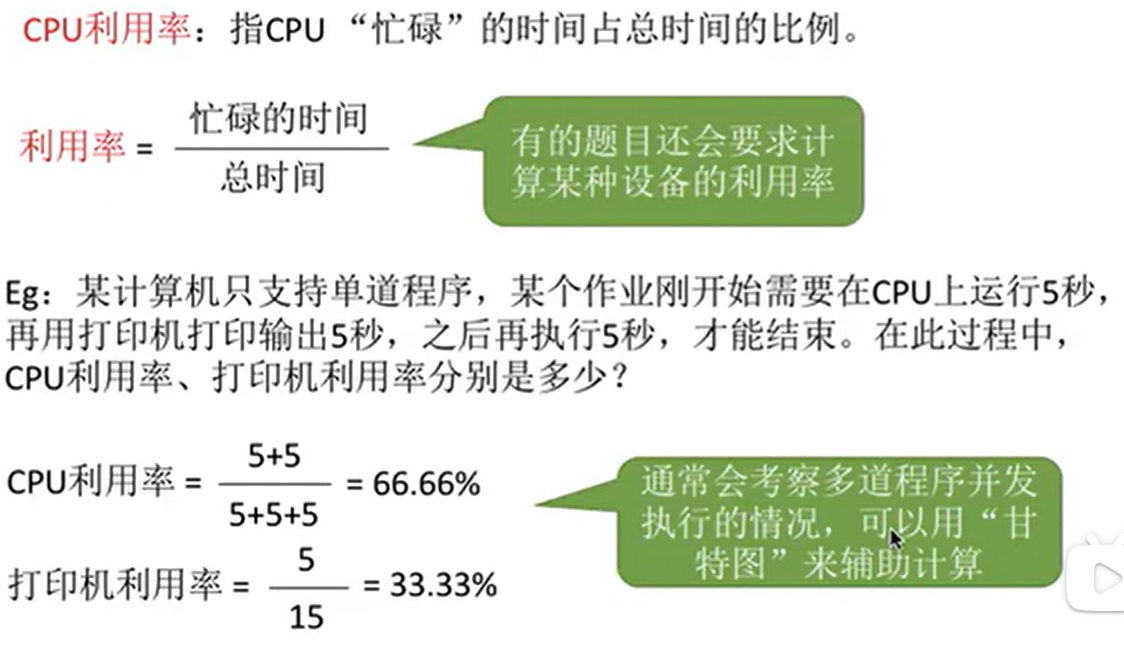 CPU利用率：指CPU “忙碌”的时间占总时间的比例。
利用率 = 忙碌的时间
总时间
有的题目还会要求计
算某种设备的利用率
Eg：某计算机只支持单道程序，某个作业刚开始需要在CPU上运行5秒，
再用打印机打印输出5秒，之后再执行5秒，才能结束。在此过程中，
CPU利用率、打印机利用率分别是多少？
CPU利用率 = 5+5
5+5+5
= 66.66%
通常会考察多道程序并发
执行的情况，可以用“甘
特图”来辅助计算
打印机利用率 = 5
15
= 33.33%